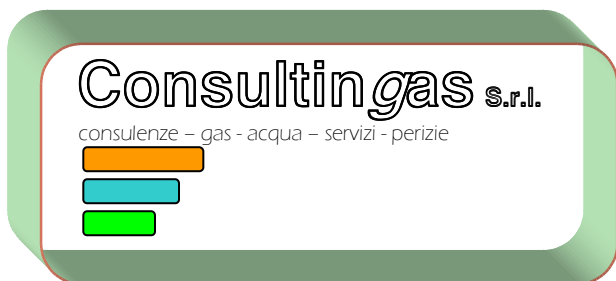 Consultingas S.r.l.
consulenze – gas - acqua – servizi - perizie